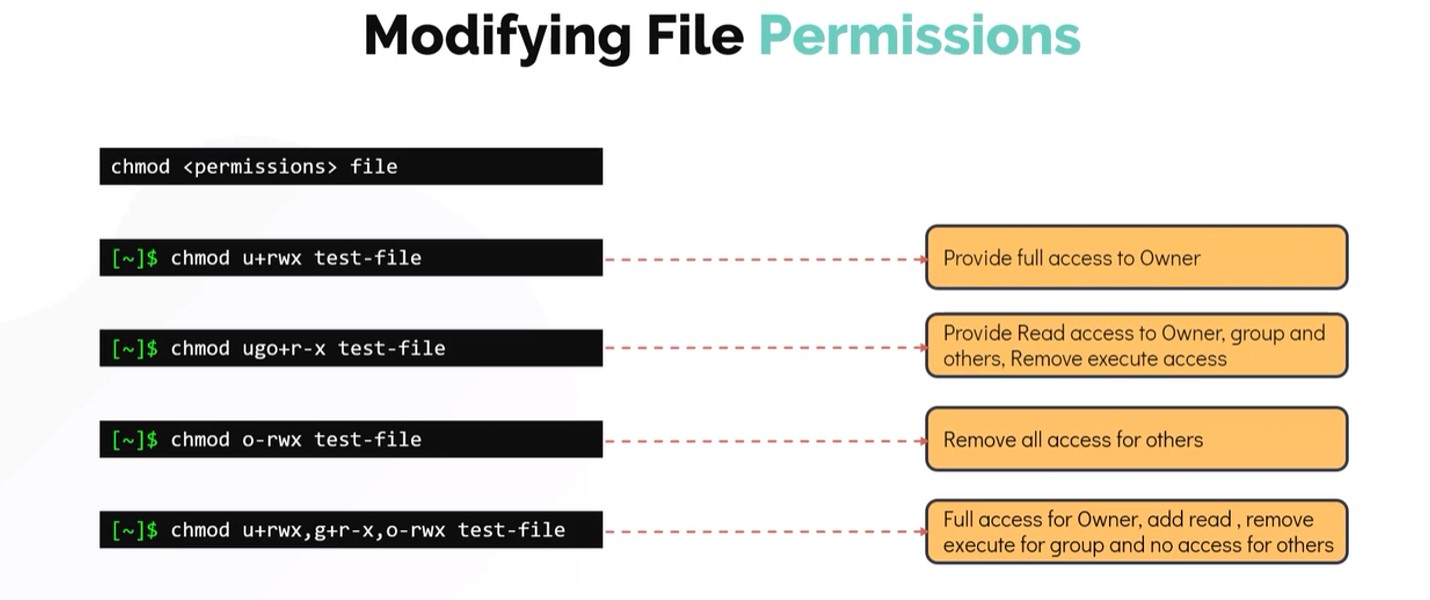 Modifying File Permissions
chmod <permissions> file
[~]$ chmod u+rwx test-file
Provide full access to Owner
[~]$ chmod ugo+r-x test-file
Provide Read access to Owner, group and
others, Remove execute access
[~]$ chmod o-rwx test-file
Remove all access for others
[~]$ chmod u+rwx,g+r-x,o-rwx test-file
Full access for Owner, add read , remove
execute for group and no access for others